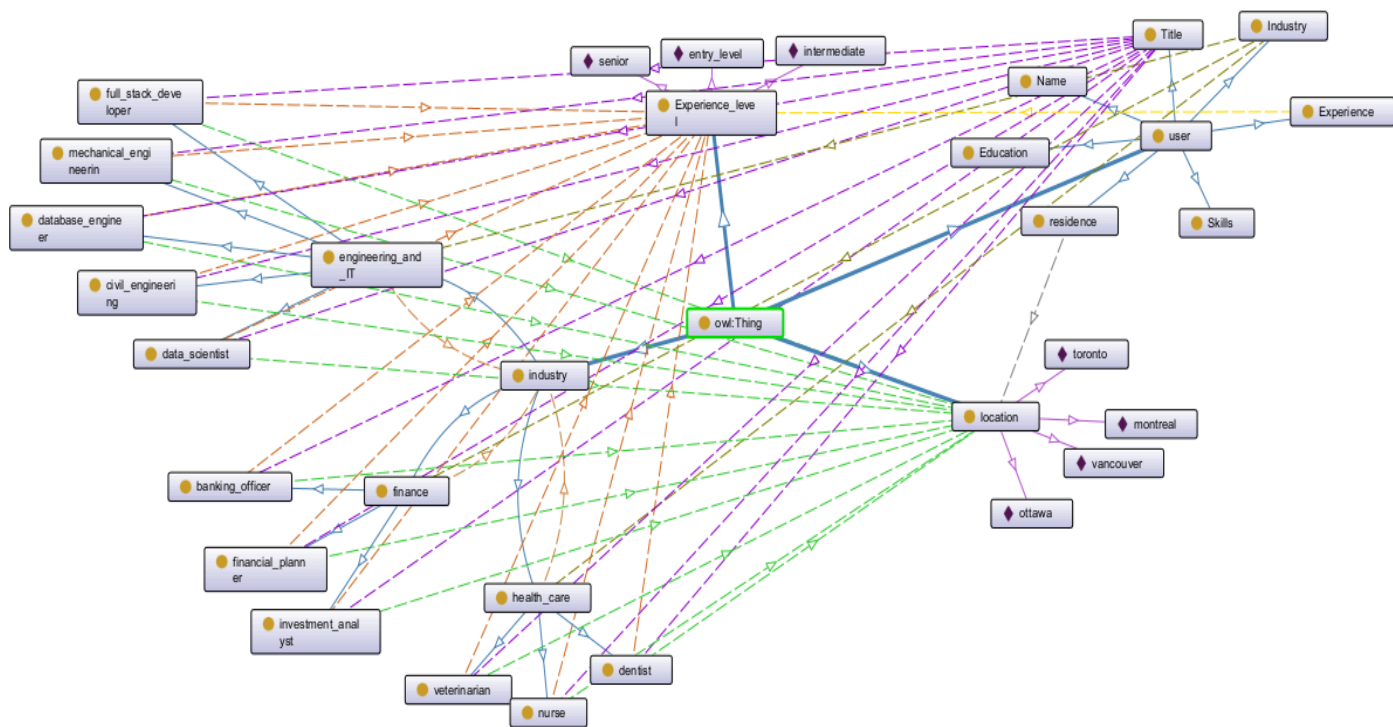 Title
Industry
senior
entry_level
intermediate
Name
full_stack_deve
loper
Experience_leve
l
Experience
user
mechanical_engi
neerin
Education
database_engine
er
residence
Skills
engineering_and
_IT
civil_engineeri
ng
owl:Thing
data_scientist
toronto
industry
location
montreal
vancouver
banking_officer
finance
ottawa
financial_plann
er
health_care
investment_anal
yst
dentist
veterinarian
nurse